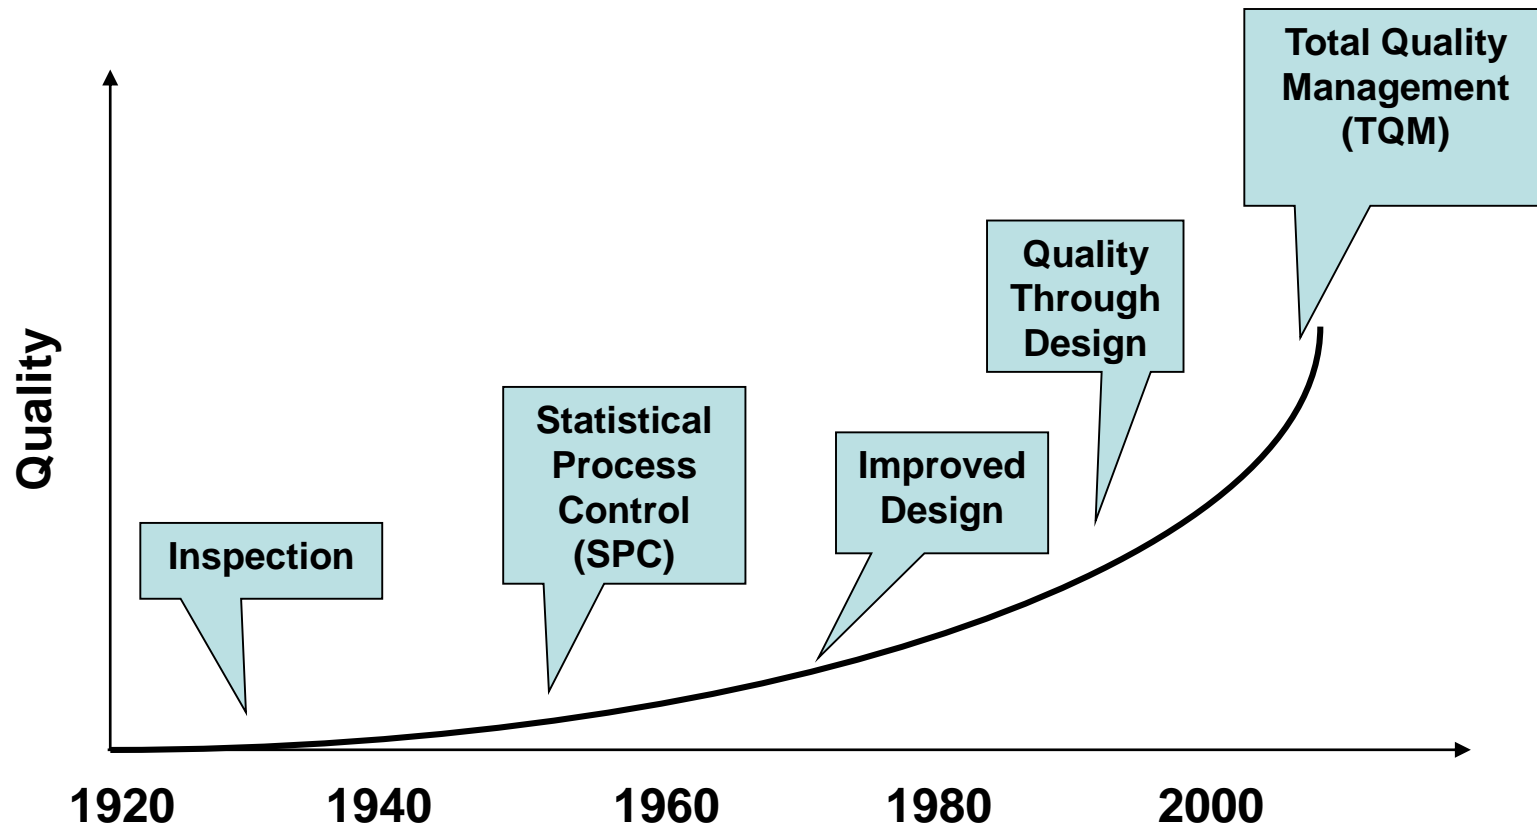 Total Quality
Management
(TQM)
Quality
Through
Design
Statistical
Process
Control
(SPC)
Improved
Design
Inspection
Quality
1920 1940 1960 1980 2000